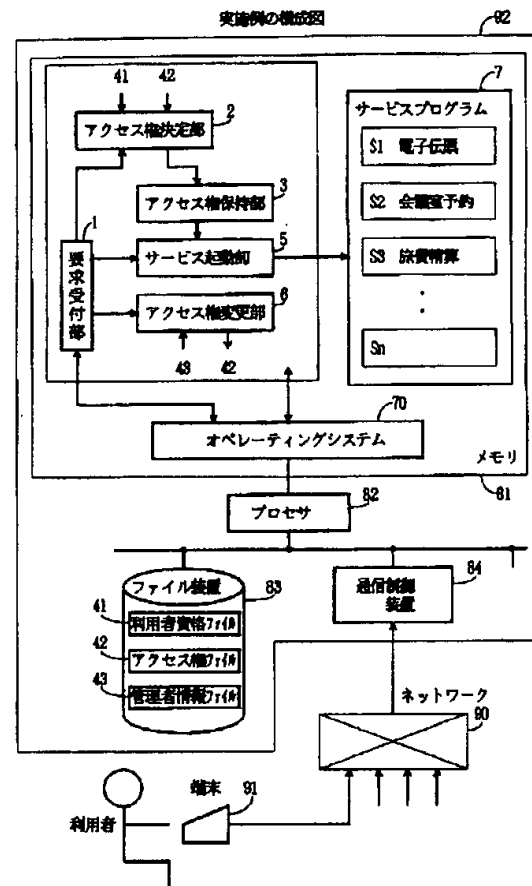 実施例の構成図
92
41
42
2
アクセス権決定部
3
アクセス権保持部
1
要求受付部
5
サービス起動部
6
アクセス権変更部
43
42
7
サービスプログラム
S1 電子伝票
S2 会議室予約
S3 旅費精算
Sn
70
オペレーティングシステム
メモリ
81
82
プロセサ
ファイル装置
83
41
利用者資格ファイル
42
アクセス権ファイル
43
管理者情報ファイル
84
通信制御
装置
ネットワーク
90
利用者
端末
91